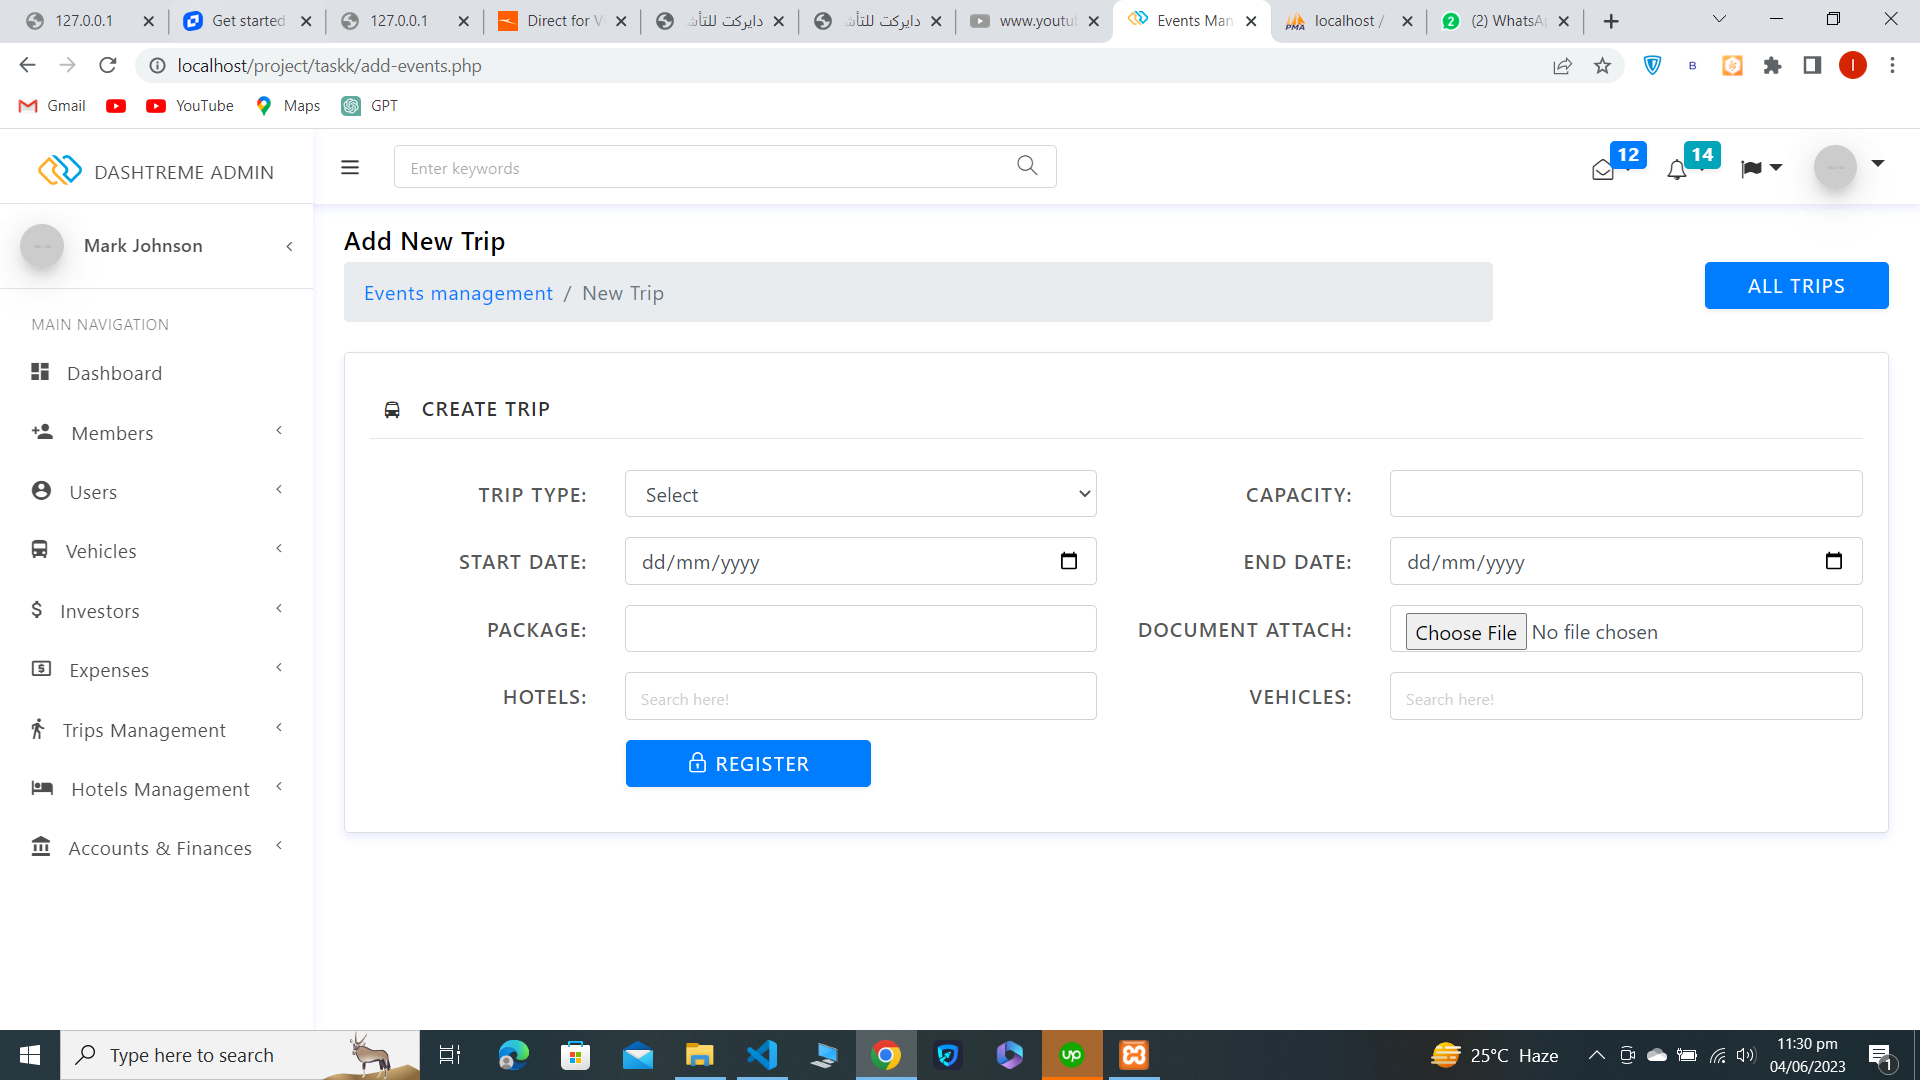 127.0.0.1
Get started
127.0.0.1
Direct for Vi
دايركت للتأش
دايركت للتأش
www.youtu
Events Man
localhost /
(2) WhatsAp
localhost/project/taskk/add-events.php
B
I
Gmail
YouTube
Maps
GPT
DASHTREME ADMIN
Enter keywords
12
14
Mark Johnson
MAIN NAVIGATION
Dashboard
Members
Users
Vehicles
Investors
Expenses
Trips Management
Hotels Management
Accounts & Finances
Add New Trip
Events management / New Trip
ALL TRIPS
CREATE TRIP
TRIP TYPE: Select
CAPACITY:
START DATE: dd/mm/yyyy
END DATE: dd/mm/yyyy
PACKAGE:
DOCUMENT ATTACH: Choose File No file chosen
HOTELS: Search here!
VEHICLES: Search here!
REGISTER
Type here to search
25°C Haze
11:30 pm
04/06/2023
1